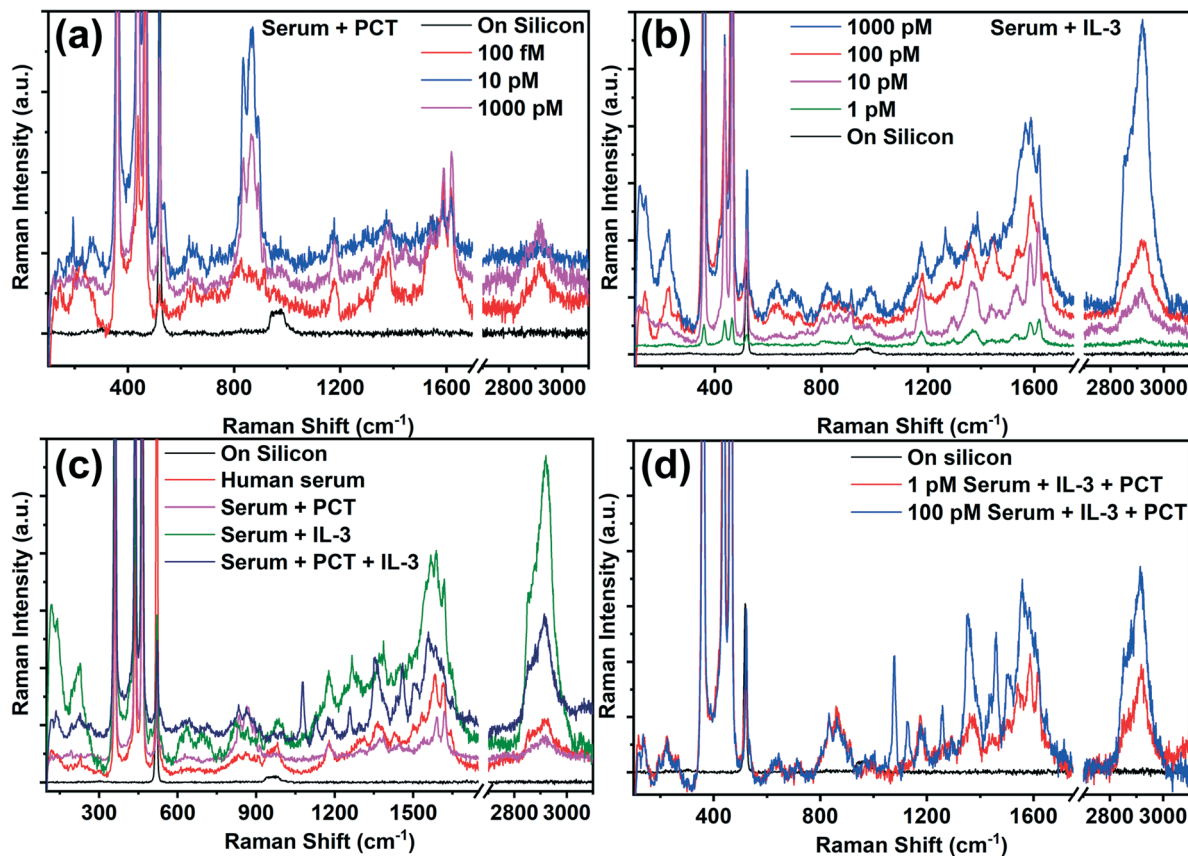 (a)
Serum + PCT
On Silicon
100 fM
10 pM
1000 pM
Raman Intensity (a.u.)
400 800 1200 1600 2800 3000
Raman Shift (cm⁻¹)
(b)
1000 pM
Serum + IL-3
100 pM
10 pM
1 pM
On Silicon
Raman Intensity (a.u.)
400 800 1200 1600 2800 3000
Raman Shift (cm⁻¹)
(c)
On Silicon
Human serum
Serum + PCT
Serum + IL-3
Serum + PCT + IL-3
Raman Intensity (a.u.)
300 600 900 1200 1500 2800 3000
Raman Shift (cm⁻¹)
(d)
On silicon
1 pM Serum + IL-3 + PCT
100 pM Serum + IL-3 + PCT
Raman Intensity (a.u.)
400 800 1200 1600 2800 3000
Raman Shift (cm⁻¹)